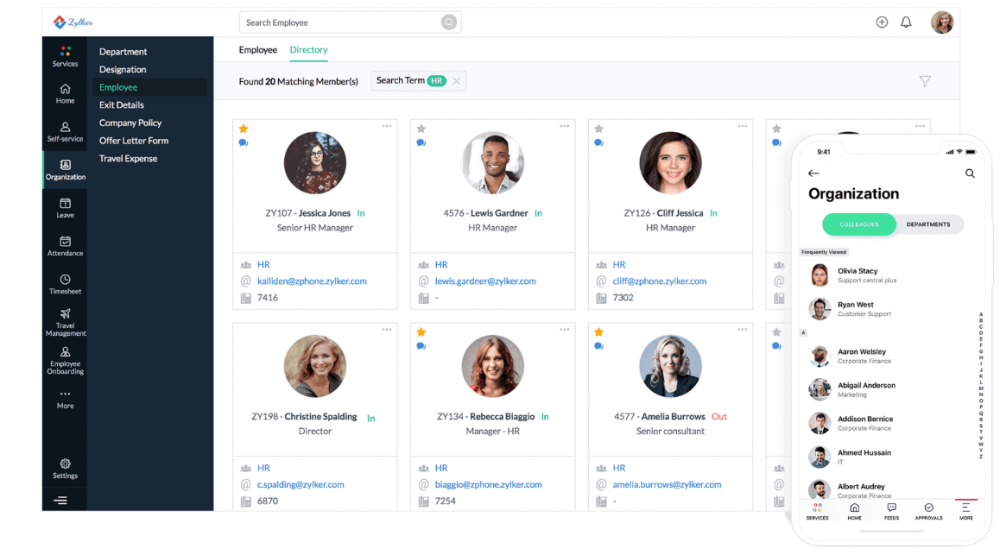 Zylker
Search Employee
Services
Home
Self-service
Organization
Leave
Attendance
Timesheet
Travel
Management
Employee
Onboarding
More
Settings
Department
Designation
Employee
Exit Details
Company Policy
Offer Letter Form
Travel Expense
Employee Directory
Found 20 Matching Member(s) Search Term HR
ZY107 - Jessica Jones In
Senior HR Manager
HR
kalliden@zphone.zylker.com
7416
4576 - Lewis Gardner In
HR Manager
HR
lewis.gardner@zylker.com
-
ZY126 - Cliff Jessica In
HR Manager
HR
cliff@zphone.zylker.com
7302
ZY198 - Christine Spalding In
Director
HR
c.spalding@zylker.com
6870
ZY134 - Rebecca Biaggio In
Manager - HR
HR
biaggio@zphone.zylker.com
7254
4577 - Amelia Burrows Out
Senior consultant
HR
amelia.burrows@zylker.com
-
9:41
Organization
COLLEAGUES DEPARTMENTS
Frequently Viewed
Olivia Stacy
Support central plus
Ryan West
Customer Support
A
Aaron Welsley
Corporate Finance
Abigail Anderson
Marketing
Addison Bernice
Corporate Finance
Ahmed Hussain
IT
Albert Audrey
Corporate Finance
A
B
C
D
E
F
G
H
I
J
K
L
M
N
O
P
Q
R
S
T
V
W
Y
Z
SERVICES HOME FEEDS APPROVALS MORE